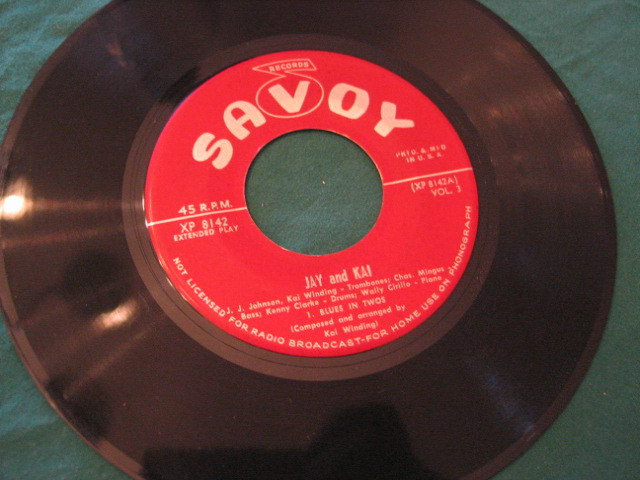 RECORDS
SAVOY
PRTD. & MFD
IN U.S.A.
45 R.P.M.
XP 8142
EXTENDED PLAY
(XP 8142A)
VOL. 3
JAY and KAI
J. J. Johnson, Kai Winding - Trombones; Chas. Mingus
- Bass; Kenny Clarke - Drums; Wally Cirillo - Piano
1. BLUES IN TWOS
(Composed and arranged by
Kai Winding)
NOT LICENSED FOR RADIO BROADCAST-FOR HOME USE ON PHONOGRAPH